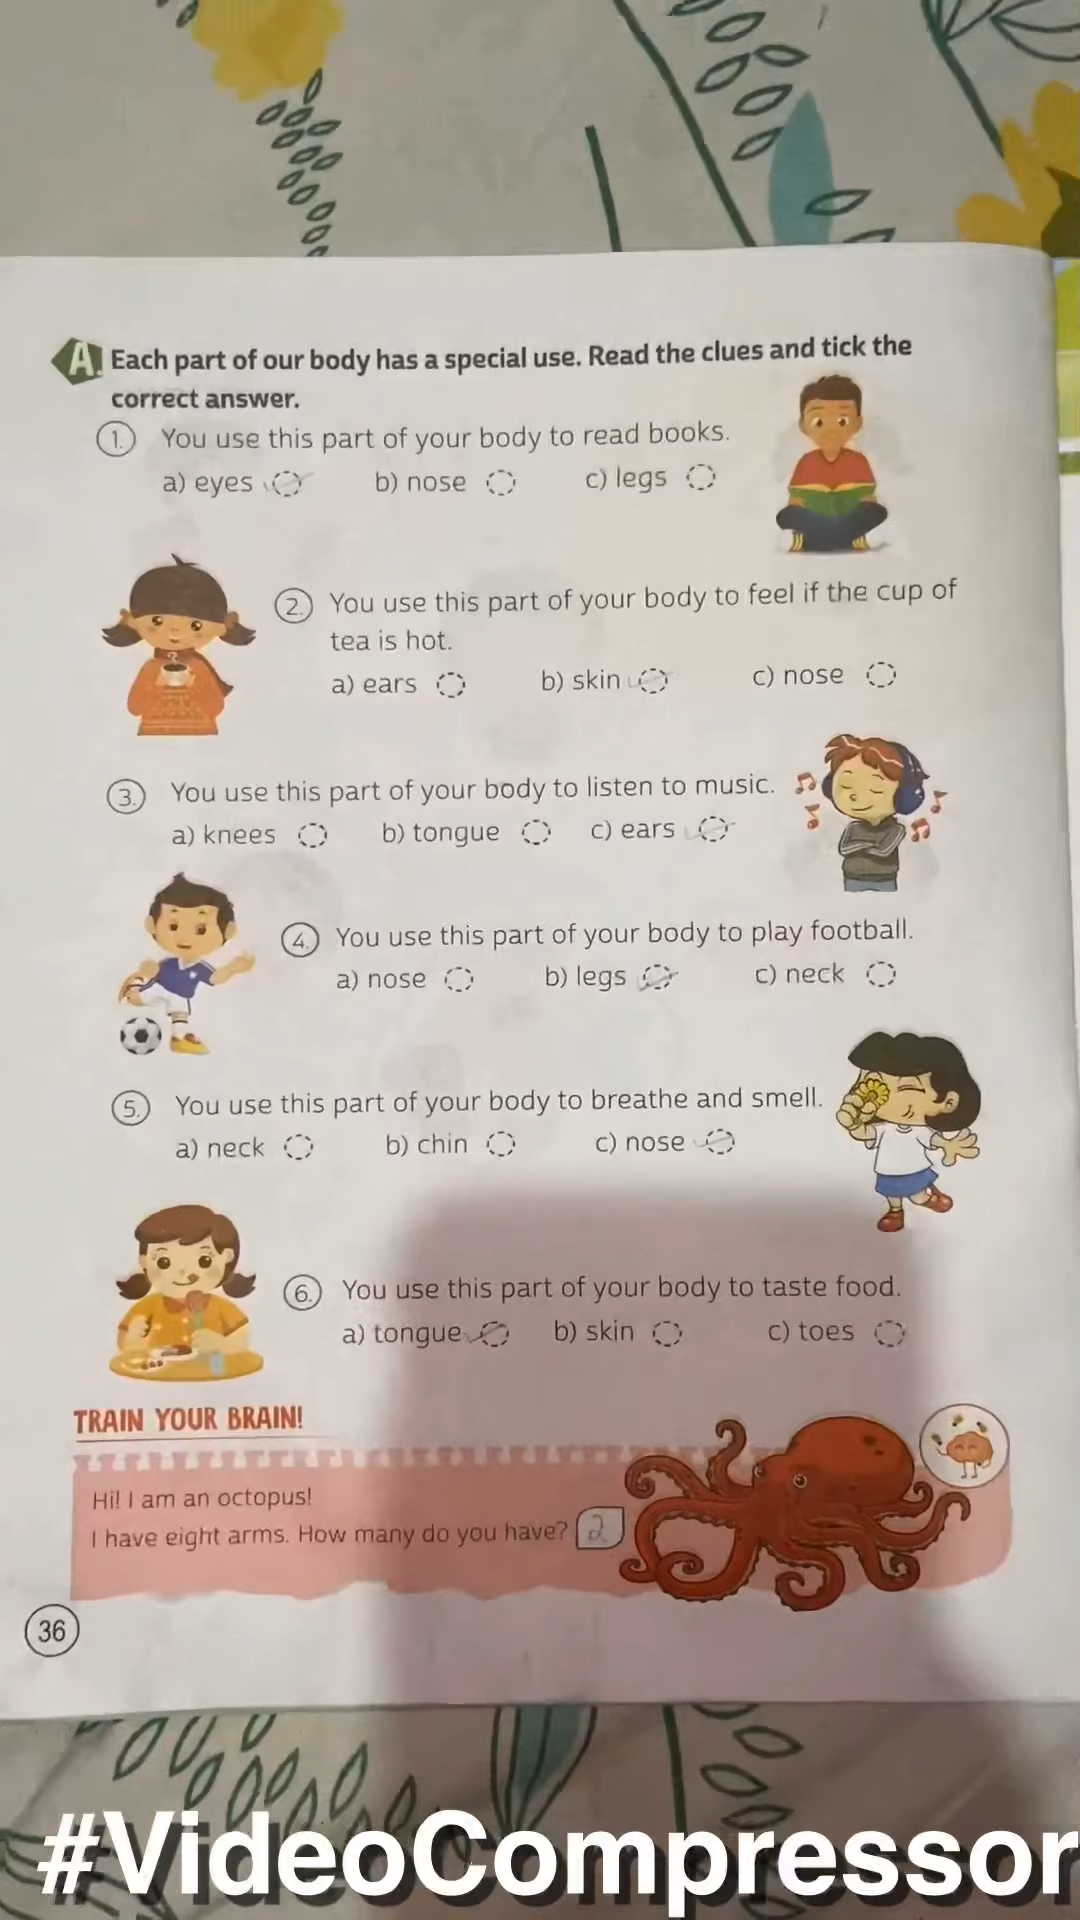 A. Each part of our body has a special use. Read the clues and tick the
correct answer.
1. You use this part of your body to read books.
a) eyes b) nose c) legs
2. You use this part of your body to feel if the cup of
tea is hot.
a) ears b) skin c) nose
3. You use this part of your body to listen to music.
a) knees b) tongue c) ears
4. You use this part of your body to play football.
a) nose b) legs c) neck
5. You use this part of your body to breathe and smell.
a) neck b) chin c) nose
6. You use this part of your body to taste food.
a) tongue b) skin c) toes
TRAIN YOUR BRAIN!
Hi! I am an octopus!
I have eight arms. How many do you have? 2
36
#VideoCompressor